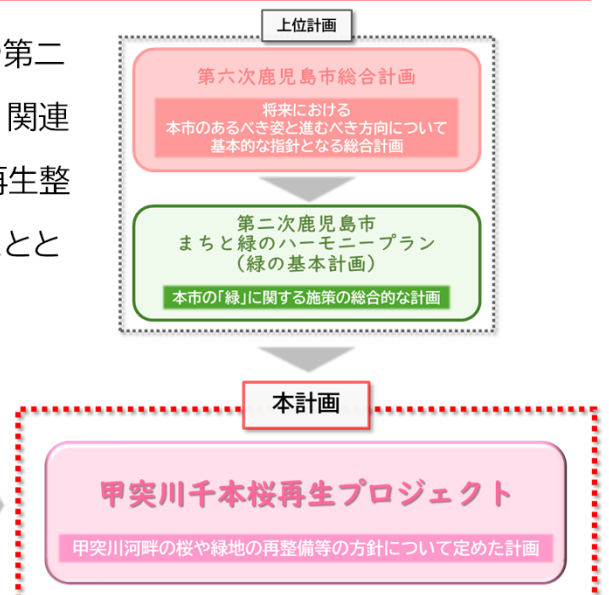 第二
関連
再生整
ことと
上位計画
第六次鹿児島市総合計画
将来における
本市のあるべき姿と進むべき方向について
基本的な指針となる総合計画
第二次鹿児島市
まちと緑のハーモニープラン
（緑の基本計画）
本市の「緑」に関する施策の総合的な計画
本計画
甲突川千本桜再生プロジェクト
甲突川河畔の桜や緑地の再整備等の方針について定めた計画